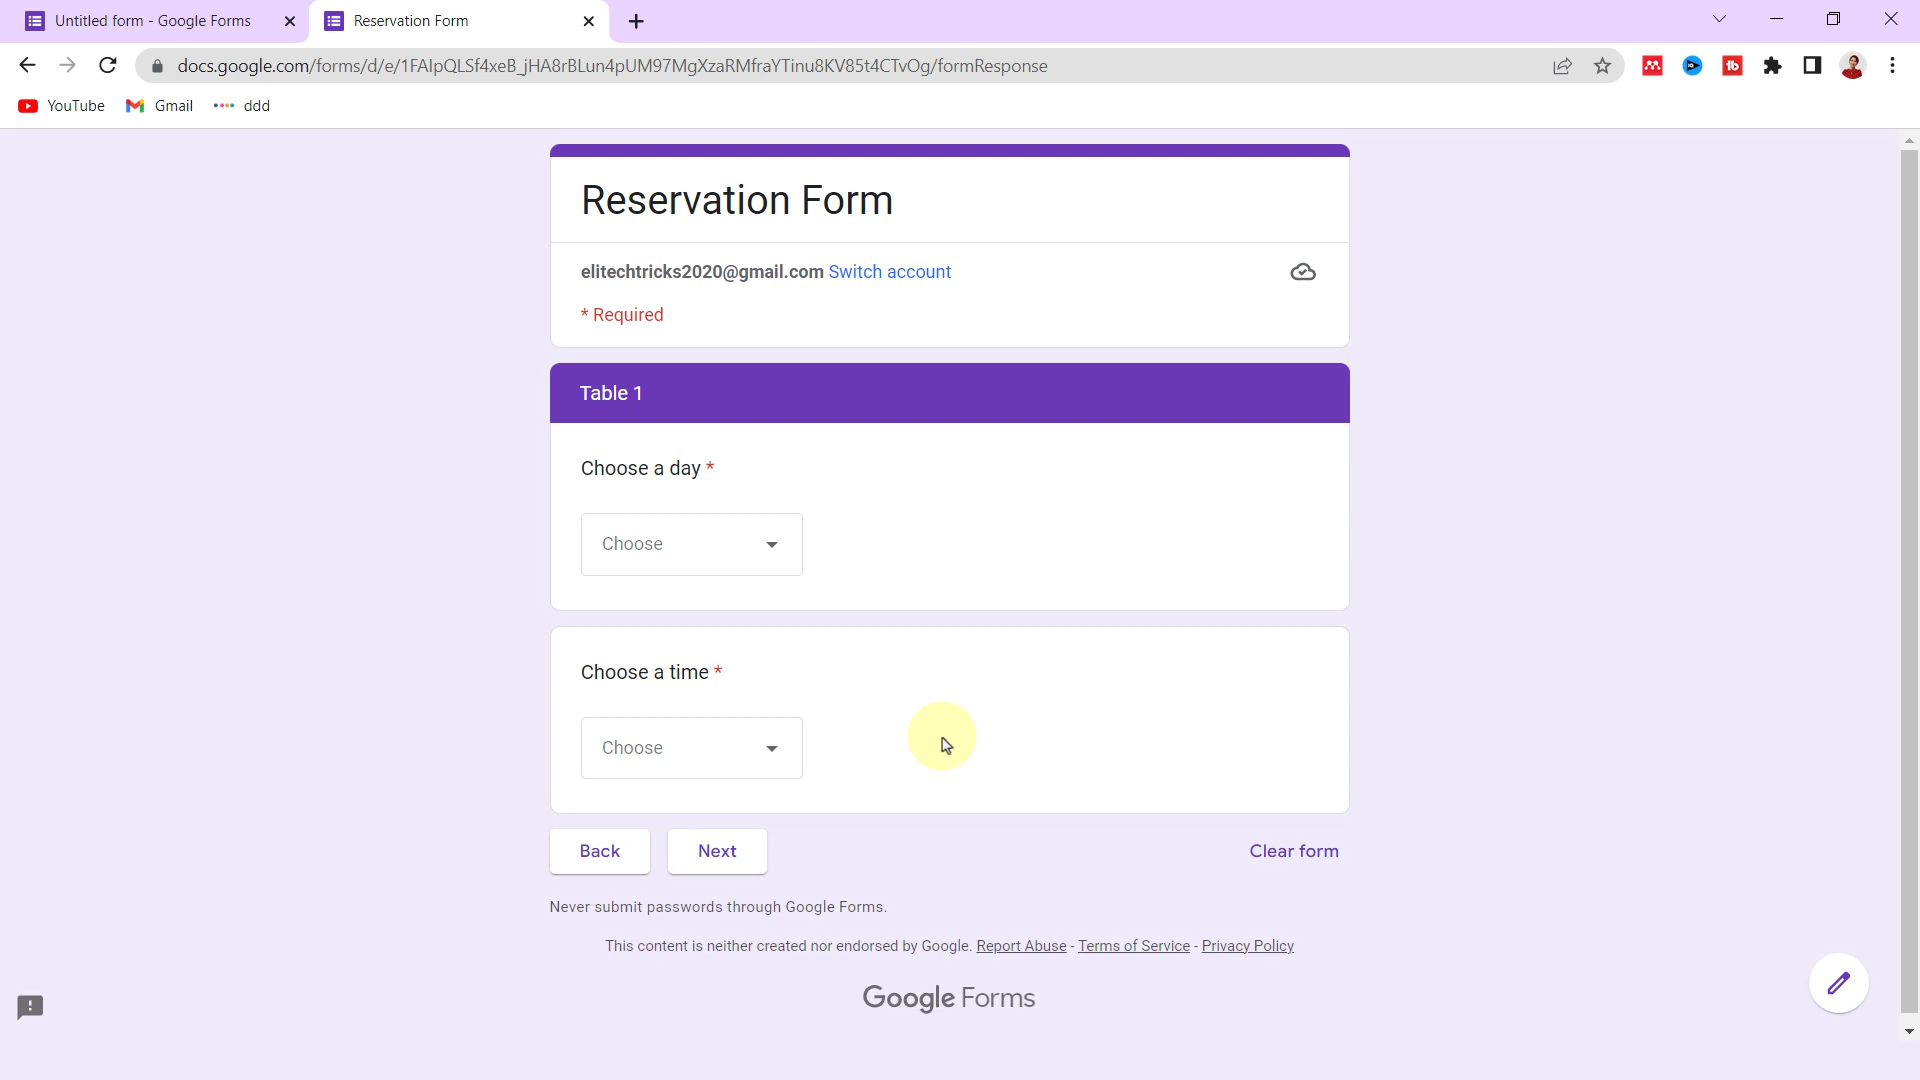 Untitled form - Google Forms
Reservation Form
docs.google.com/forms/d/e/1FAIpQLSf4xeB_jHA8rBLun4pUM97MgXzaRMfraYTinu8KV85t4CTvOg/formResponse
YouTube
Gmail
ddd
Reservation Form
elitechtricks2020@gmail.com Switch account
* Required
Table 1
Choose a day *
Choose
Choose a time *
Choose
Back
Next
Clear form
Never submit passwords through Google Forms.
This content is neither created nor endorsed by Google. Report Abuse - Terms of Service - Privacy Policy
Google Forms